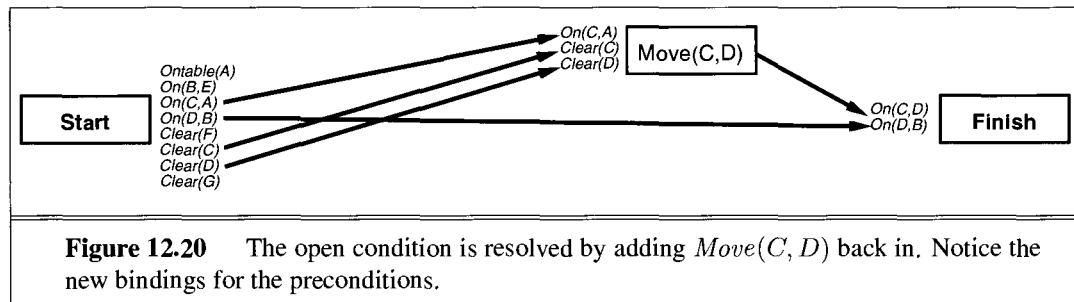 On(C,A)
Clear(C)
Clear(D)
Move(C,D)
Ontable(A)
On(B,E)
On(C,A)
On(D,B)
Clear(F)
Clear(C)
Clear(D)
Clear(G)
Start
On(C,D)
On(D,B)
Finish
Figure 12.20 The open condition is resolved by adding Move(C, D) back in. Notice the
new bindings for the preconditions.